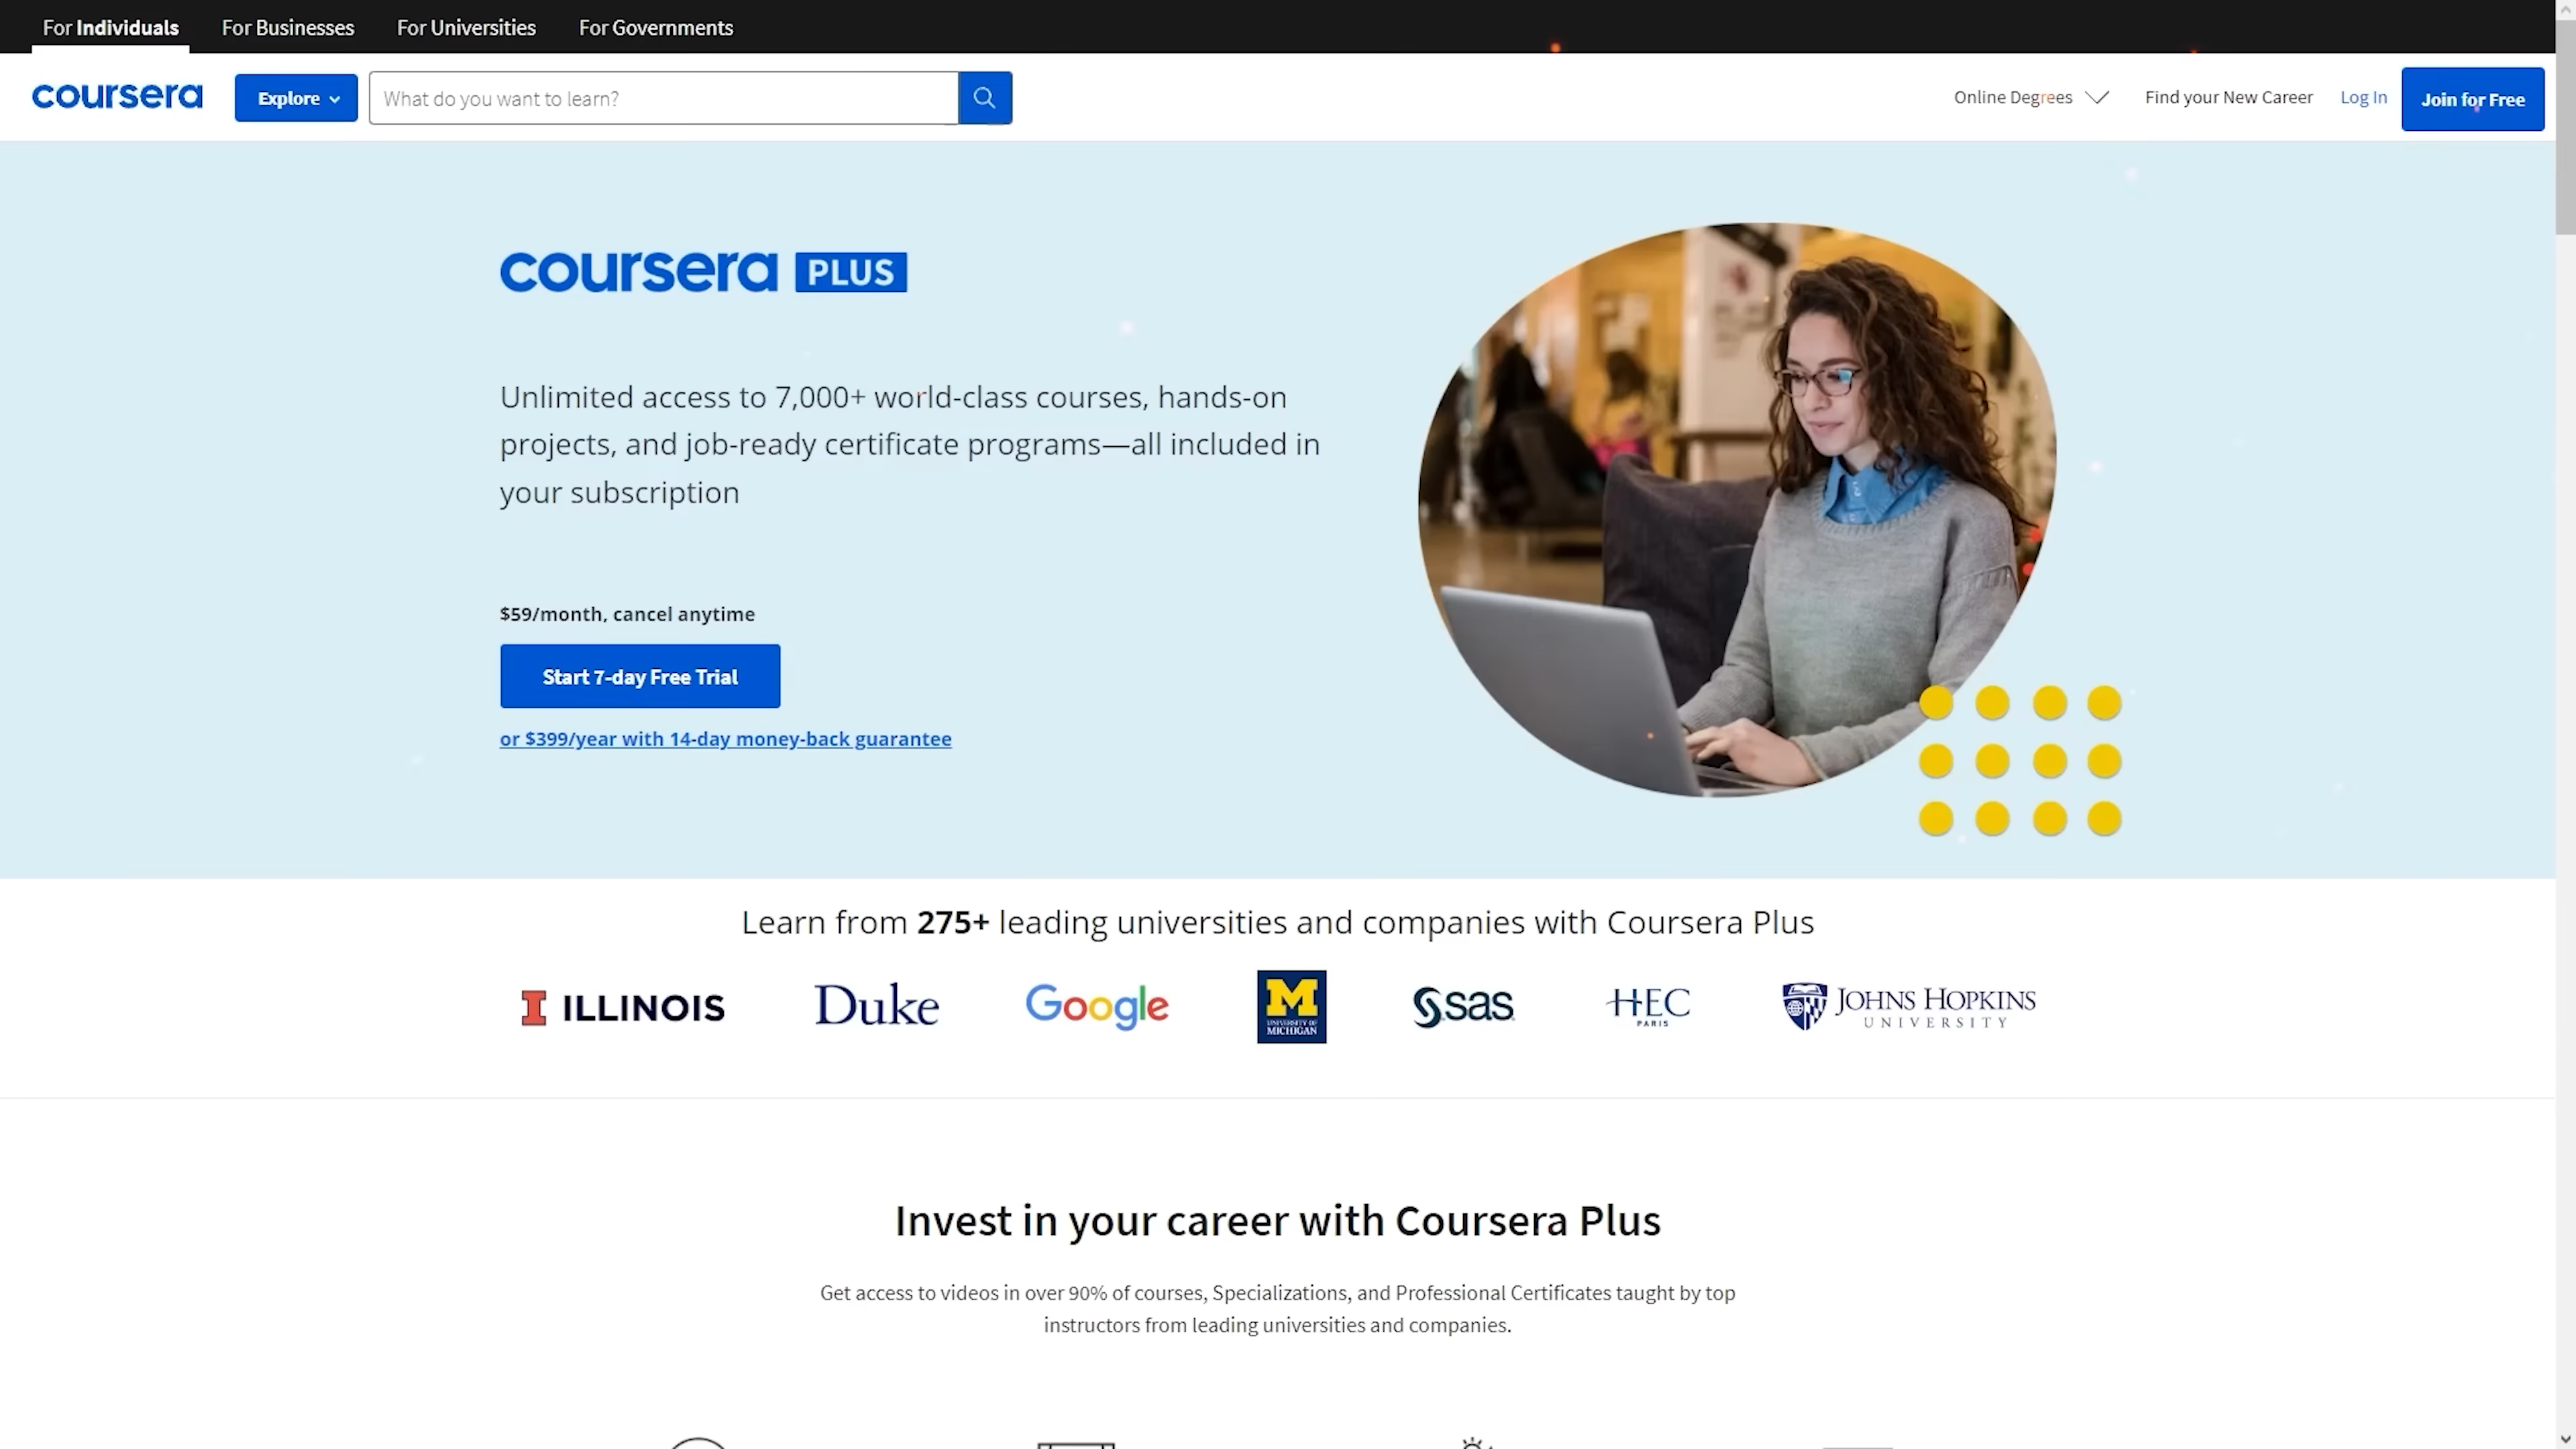 For Individuals
For Businesses
For Universities
For Governments
coursera
Explore
What do you want to learn?
Online Degrees
Find your New Career
Log In
Join for Free
coursera PLUS
Unlimited access to 7,000+ world-class courses, hands-on
projects, and job-ready certificate programs—all included in
your subscription
$59/month, cancel anytime
Start 7-day Free Trial
or $399/year with 14-day money-back guarantee
Learn from 275+ leading universities and companies with Coursera Plus
I ILLINOIS
Duke
Google
M
UNIVERSITY OF
MICHIGAN
sas
HEC
PARIS
JOHNS HOPKINS
UNIVERSITY
Invest in your career with Coursera Plus
Get access to videos in over 90% of courses, Specializations, and Professional Certificates taught by top
instructors from leading universities and companies.